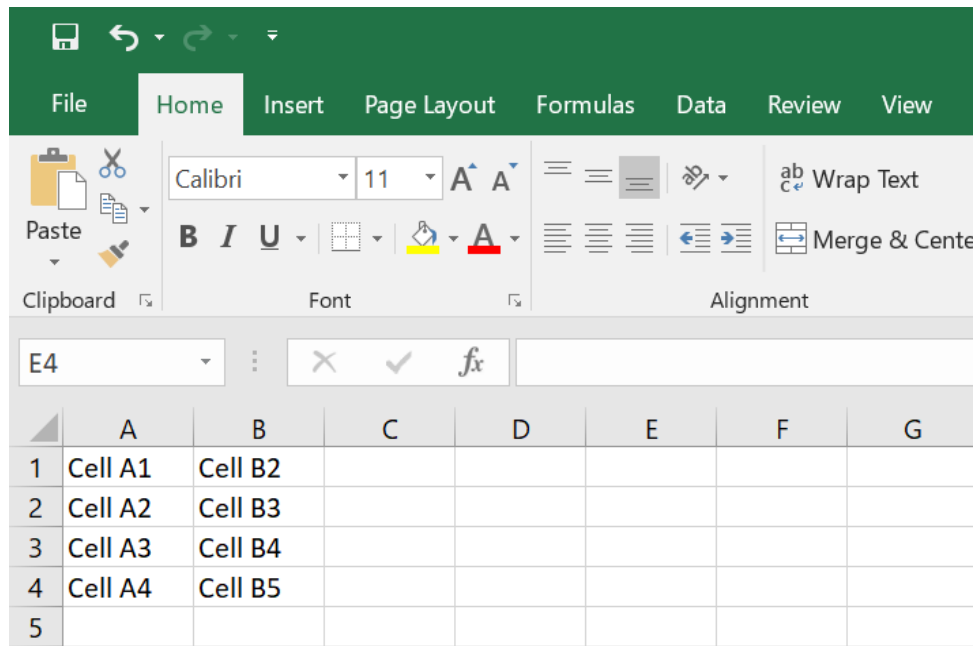 File Home Insert Page Layout Formulas Data Review View
Calibri 11 A A ab c Wrap Text
Paste B I U A Merge & Cente
Clipboard Font Alignment
E4 fx
A B C D E F G
1 Cell A1 Cell B2
2 Cell A2 Cell B3
3 Cell A3 Cell B4
4 Cell A4 Cell B5
5